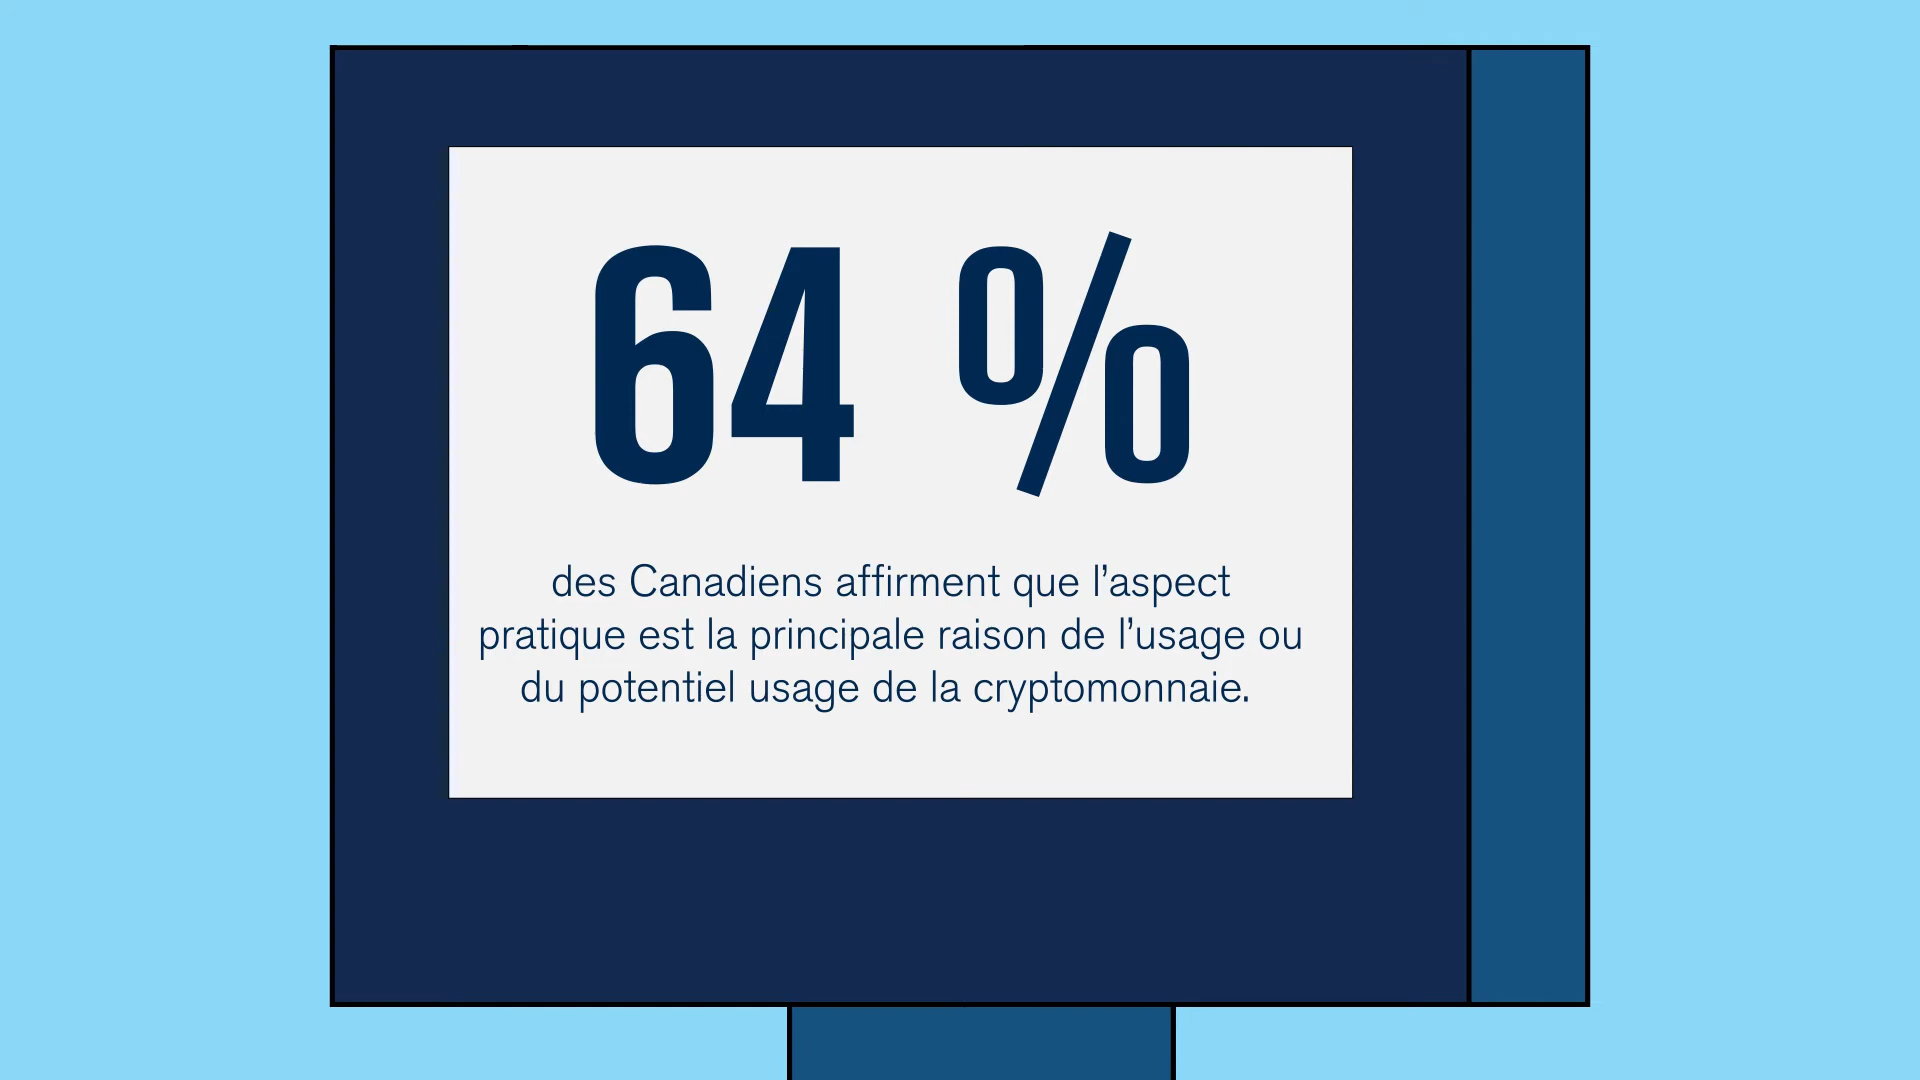 64 %
des Canadiens affirment que l’aspect
pratique est la principale raison de l’usage ou
du potentiel usage de la cryptomonnaie.